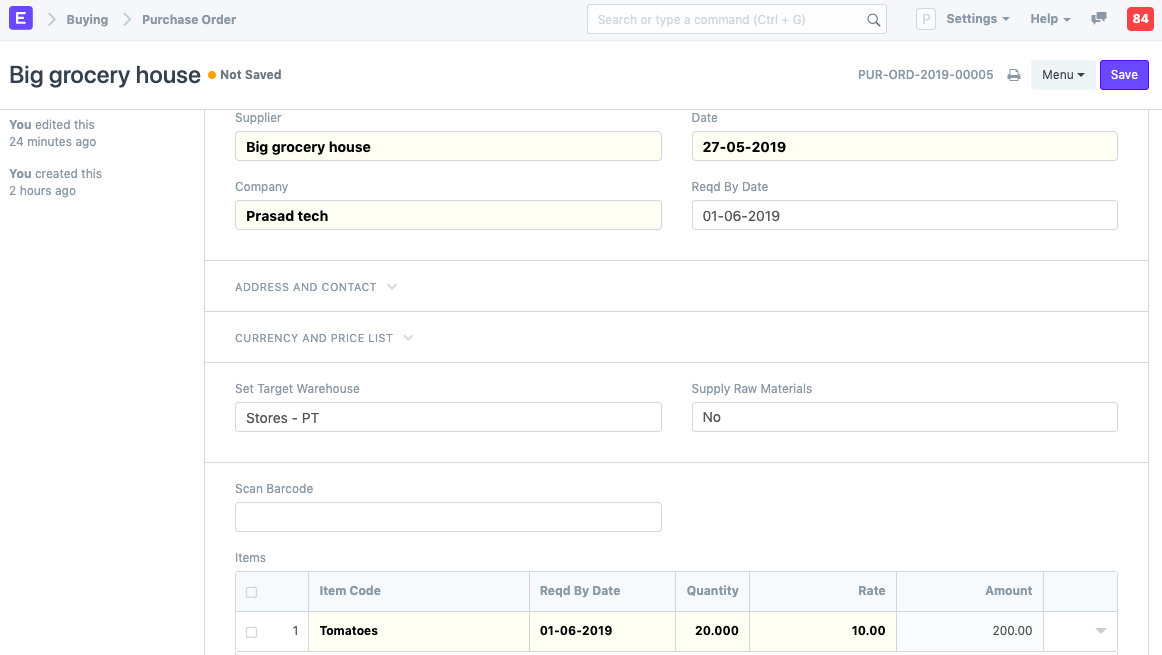 E Buying Purchase Order Search or type a command (Ctrl + G) P Settings Help 84
Big grocery house Not Saved PUR-ORD-2019-00005 Menu Save
You edited this
24 minutes ago
You created this
2 hours ago
Supplier Date
Big grocery house 27-05-2019
Company Reqd By Date
Prasad tech 01-06-2019
ADDRESS AND CONTACT
CURRENCY AND PRICE LIST
Set Target Warehouse Supply Raw Materials
Stores - PT No
Scan Barcode
Items
Item Code Reqd By Date Quantity Rate Amount
1 Tomatoes 01-06-2019 20.000 10.00 200.00